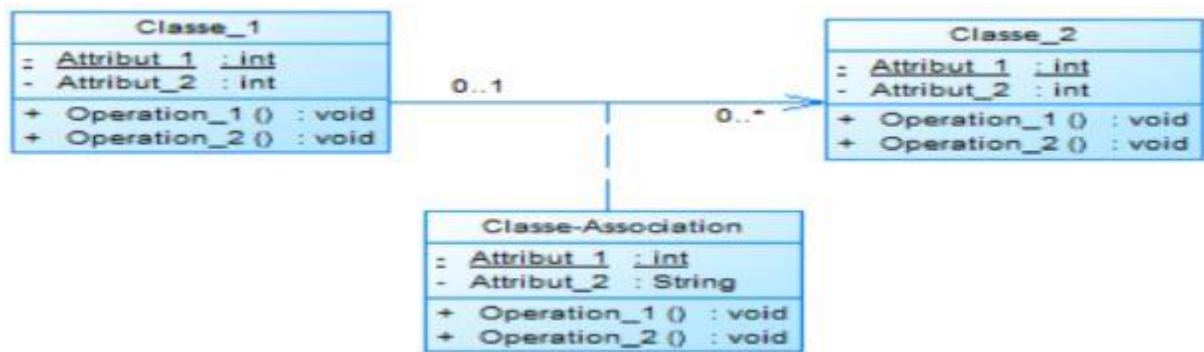 Classe_1
- Attribut_1 : int
- Attribut_2 : int
+ Operation_1 () : void
+ Operation_2 () : void
0..1
0..*
Classe_2
- Attribut_1 : int
- Attribut_2 : int
+ Operation_1 () : void
+ Operation_2 () : void
Classe-Association
- Attribut_1 : int
- Attribut_2 : String
+ Operation_1 () : void
+ Operation_2 () : void